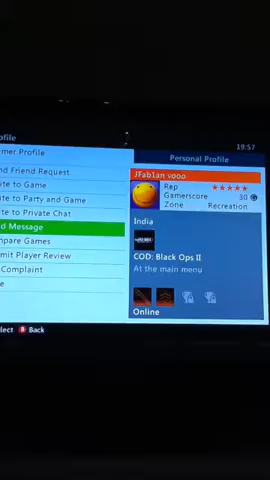 ofile
19:57
mer Profile
Personal Profile
nd Friend Request
ite to Game
ite to Party and Game
ite to Private Chat
d Message
mpare Games
mit Player Review
Complaint
e
JFab1an vooo
Rep ★★★★★
Gamerscore 30
Zone Recreation
India
COD: Black Ops II
At the main menu
Online
lect B Back